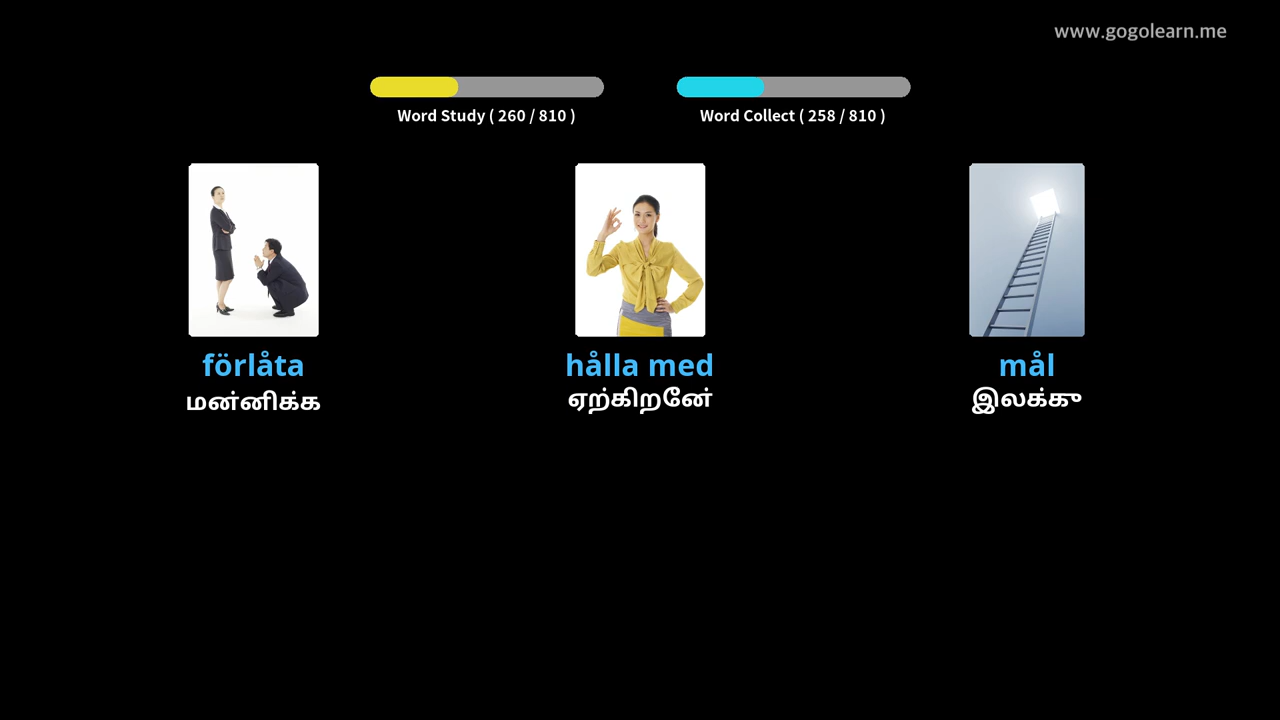 www.gogolearn.me
Word Study ( 260 / 810 )
Word Collect ( 258 / 810 )
förlåta
மன்னிக்க
hålla med
ஏற்கிறேன்
mål
இலக்கு